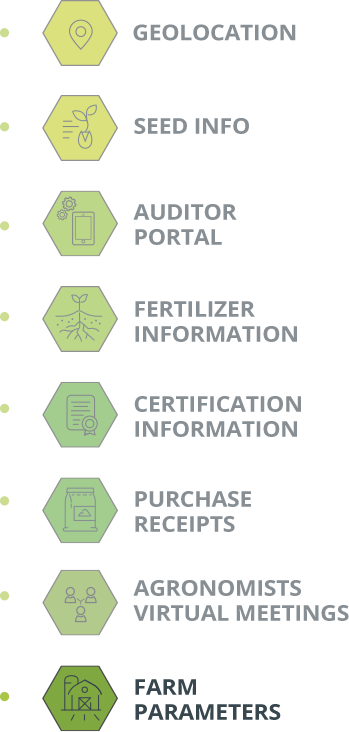 GEOLOCATION
SEED INFO
AUDITOR
PORTAL
FERTILIZER
INFORMATION
CERTIFICATION
INFORMATION
PURCHASE
RECEIPTS
AGRONOMISTS
VIRTUAL MEETINGS
FARM
PARAMETERS